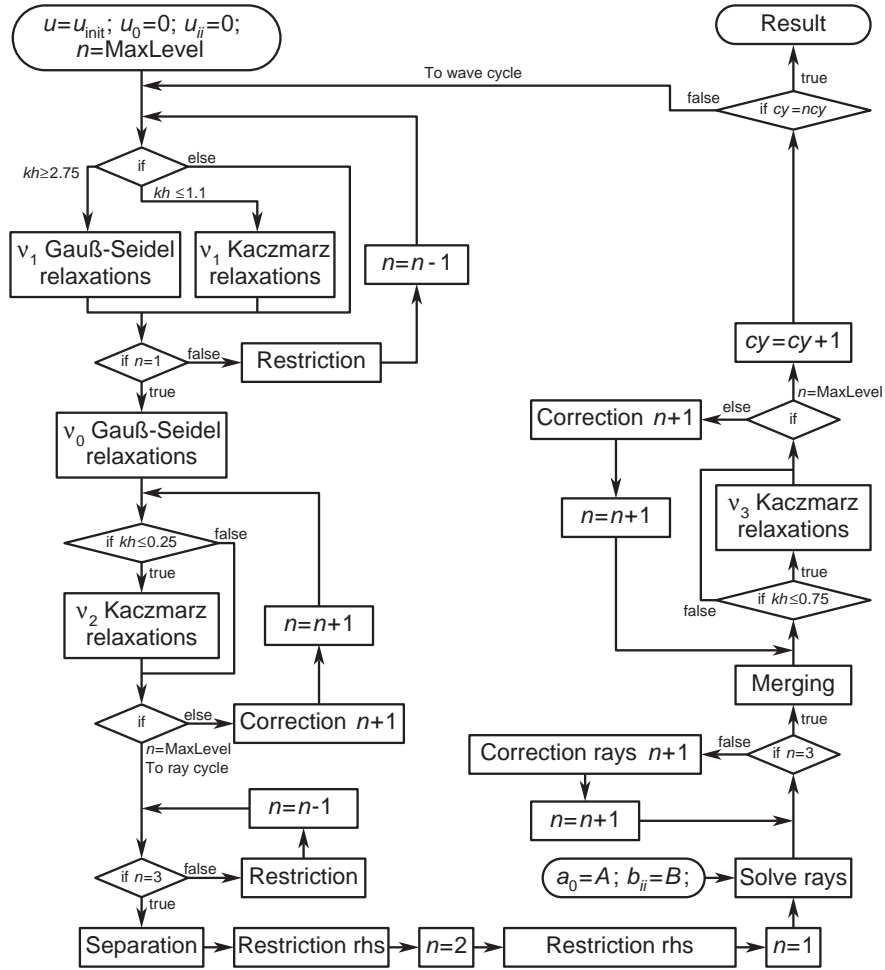 u=u_init; u_0=0; u_ii=0;
n=MaxLevel
To wave cycle
if
else
kh≥2.75
kh ≤1.1
ν_1 Gauß-Seidel
relaxations
ν_1 Kaczmarz
relaxations
n=n-1
if n=1
false
Restriction
true
ν_0 Gauß-Seidel
relaxations
if kh≤0.25
false
true
ν_2 Kaczmarz
relaxations
n=n+1
if
else
Correction n+1
n=MaxLevel
To ray cycle
n=n-1
if n=3
false
Restriction
true
Separation
Restriction rhs
n=2
Restriction rhs
n=1
a_0=A; b_ii=B;
Solve rays
n=n+1
Correction rays n+1
false
if n=3
true
Merging
if kh≤0.75
false
true
ν_3 Kaczmarz
relaxations
n=n+1
Correction n+1
else
if
n=MaxLevel
cy=cy+1
if cy=ncy
false
true
Result